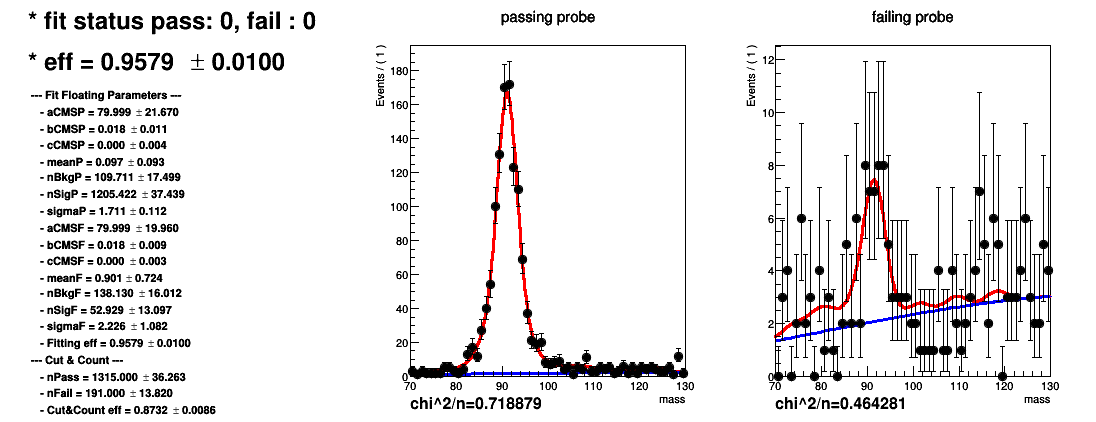 * fit status pass: 0, fail : 0
* eff = 0.9579 ± 0.0100
--- Fit Floating Parameters ---
- aCMSP = 79.999 ± 21.670
- bCMSP = 0.018 ± 0.011
- cCMSP = 0.000 ± 0.004
- meanP = 0.097 ± 0.093
- nBkgP = 109.711 ± 17.499
- nSigP = 1205.422 ± 37.439
- sigmaP = 1.711 ± 0.112
- aCMSF = 79.999 ± 19.960
- bCMSF = 0.018 ± 0.009
- cCMSF = 0.000 ± 0.003
- meanF = 0.901 ± 0.724
- nBkgF = 138.130 ± 16.012
- nSigF = 52.929 ± 13.097
- sigmaF = 2.226 ± 1.082
- Fitting eff = 0.9579 ± 0.0100
--- Cut & Count ---
- nPass = 1315.000 ± 36.263
- nFail = 191.000 ± 13.820
- Cut&Count eff = 0.8732 ± 0.0086
passing probe
Events / ( 1 )
180
160
140
120
100
80
60
40
20
0
70 80 90 100 110 120 130
mass
chi^2/n=0.718879
failing probe
Events / ( 1 )
12
10
8
6
4
2
0
70 80 90 100 110 120 130
mass
chi^2/n=0.464281